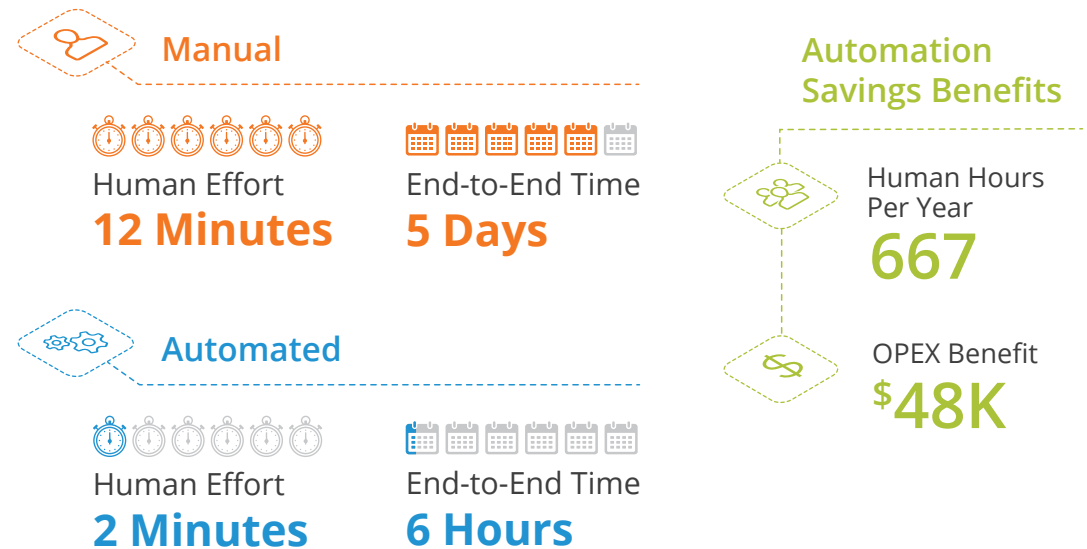 Manual
Human Effort
12 Minutes
End-to-End Time
5 Days
Automated
Human Effort
2 Minutes
End-to-End Time
6 Hours
Automation
Savings Benefits
Human Hours
Per Year
667
OPEX Benefit
$48K